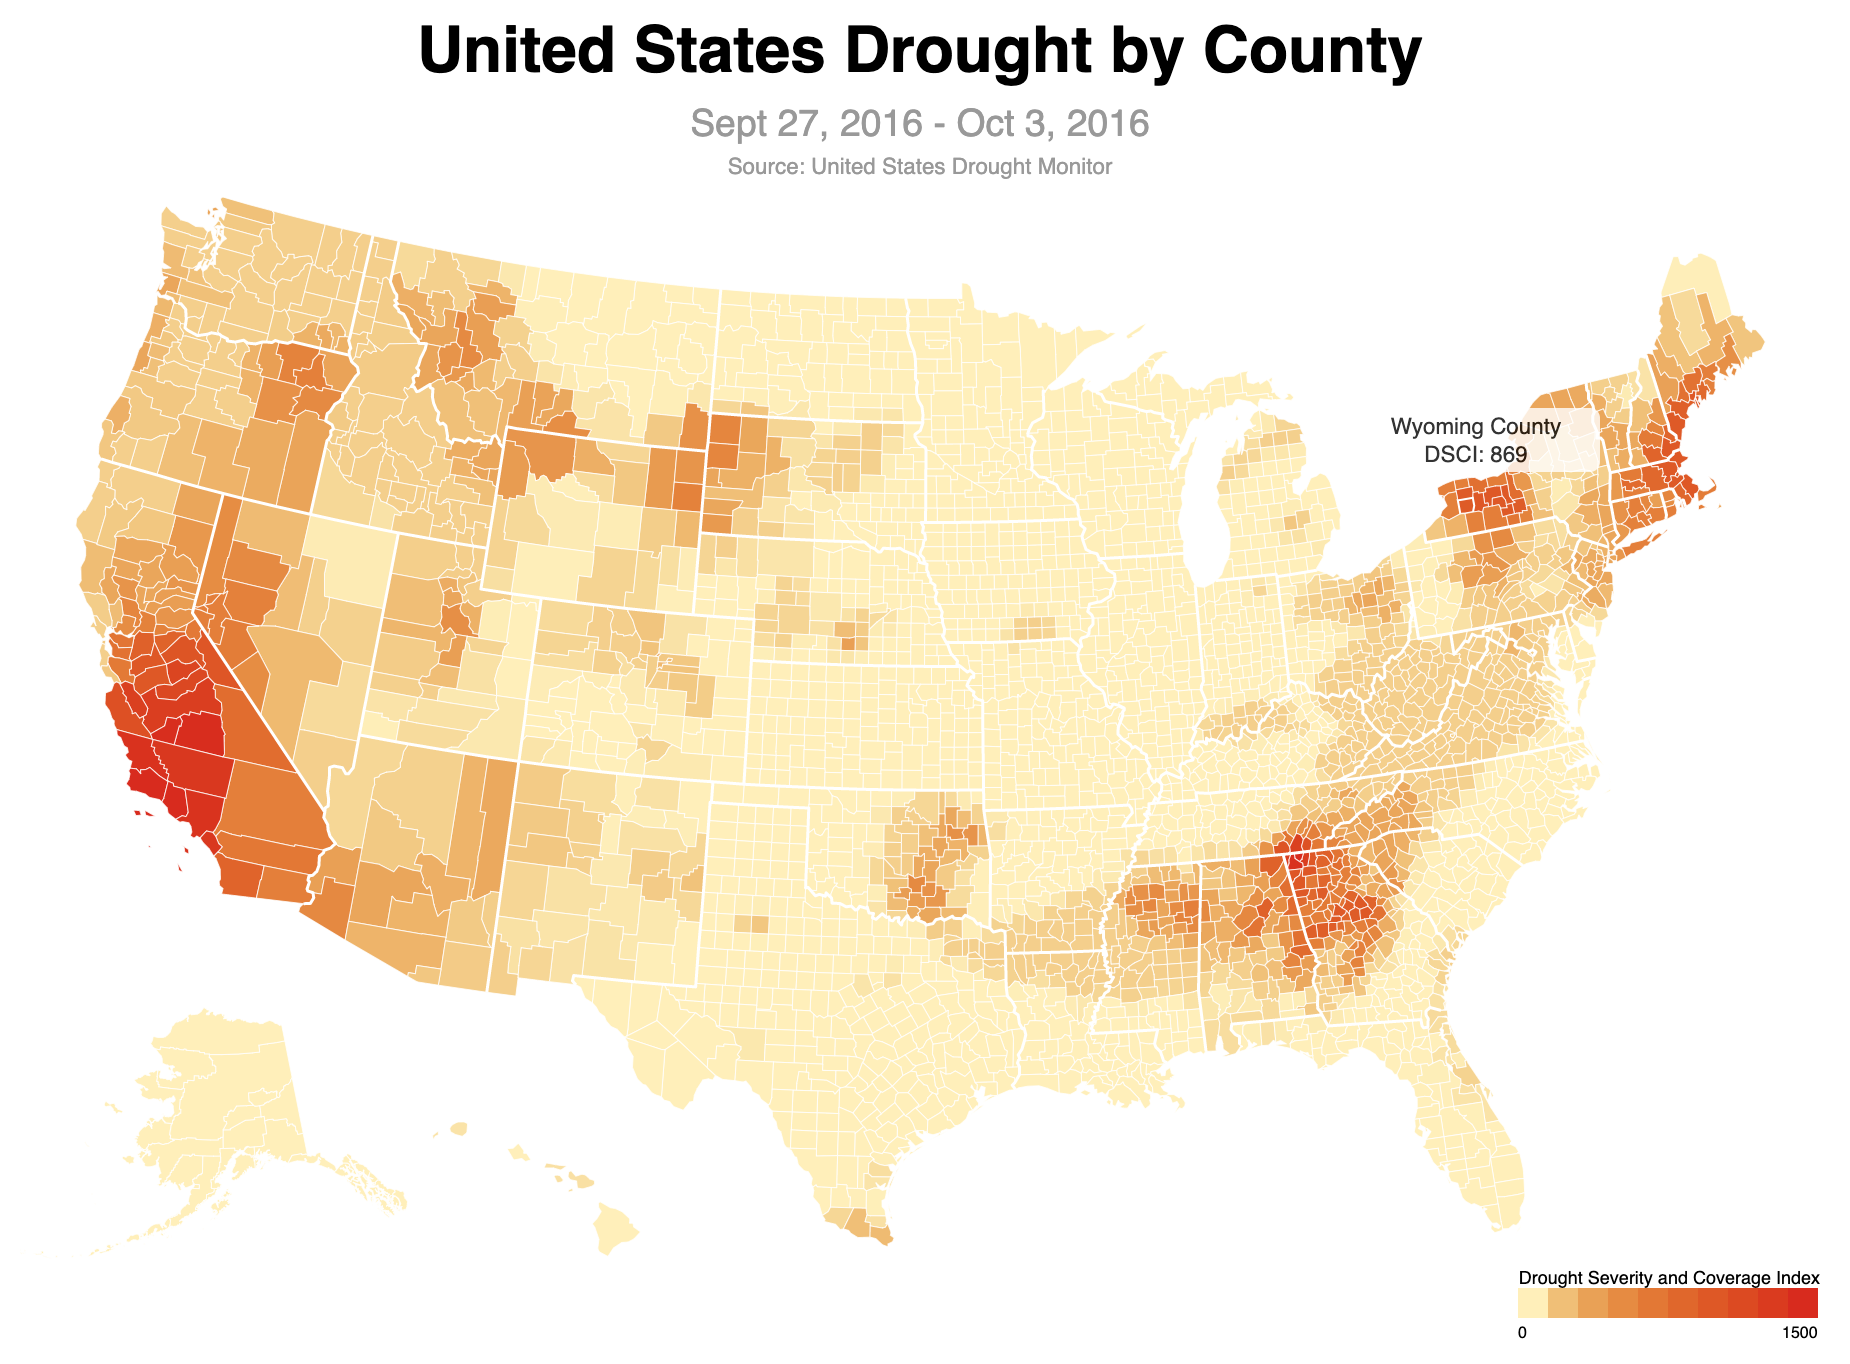 United States Drought by County
Sept 27, 2016 - Oct 3, 2016
Source: United States Drought Monitor
Wyoming County
DSCI: 869
Drought Severity and Coverage Index
0 1500